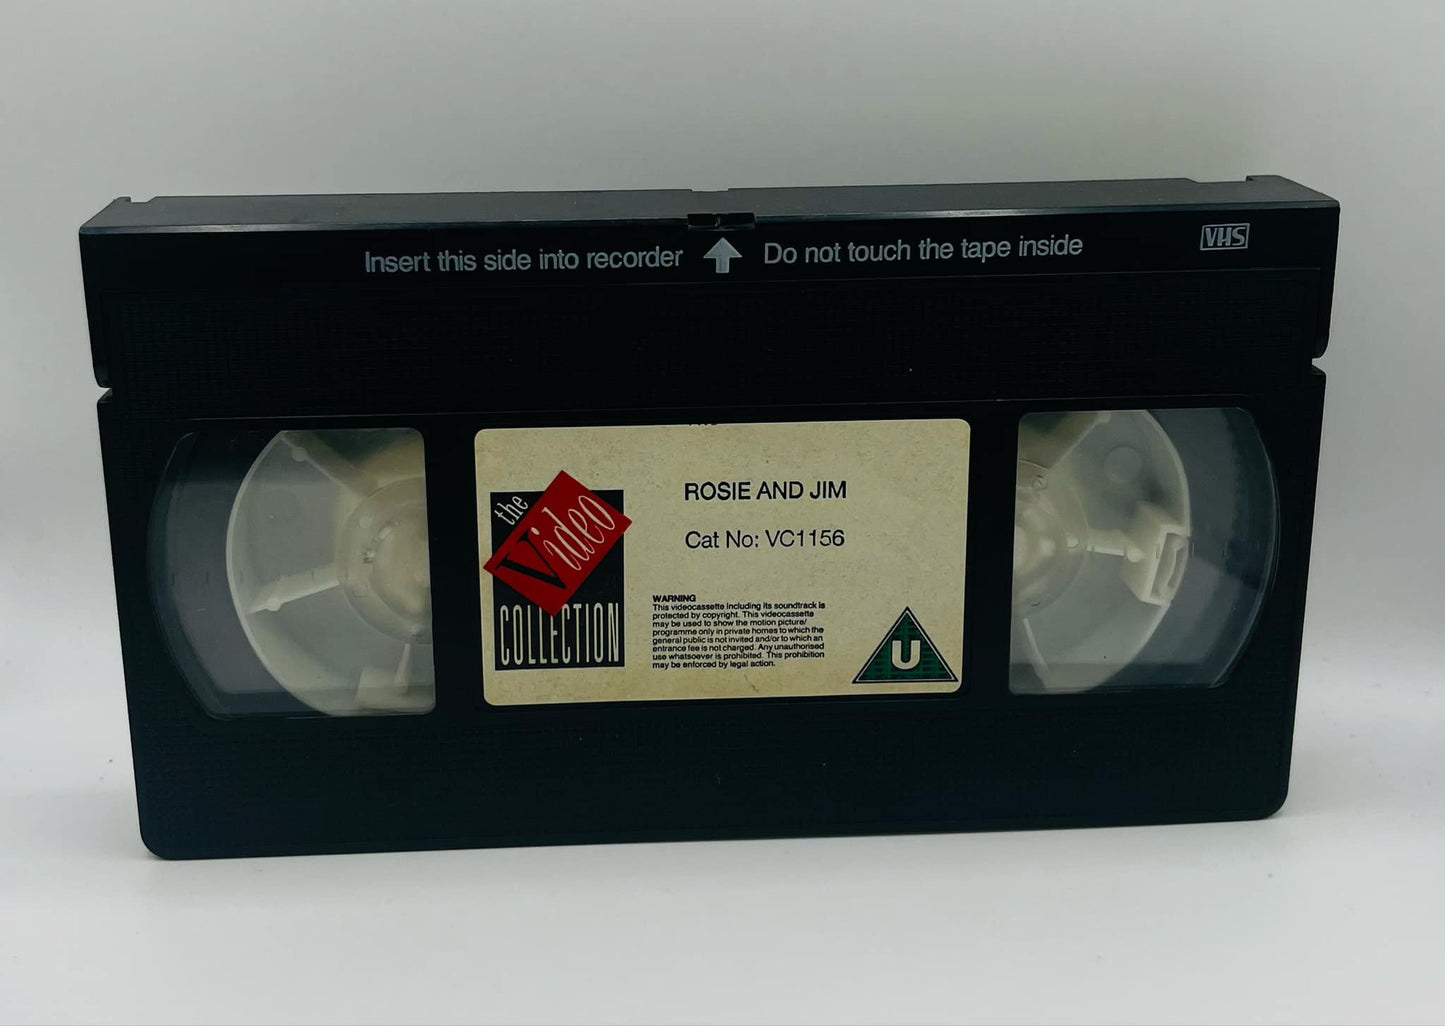 Insert this side into recorder Do not touch the tape inside
VHS
the
Video
COLLECTION
ROSIE AND JIM
Cat No: VC1156
WARNING
This videocassette including its soundtrack is
protected by copyright. This videocassette
may be used to show the motion picture/
programme only in private homes to which the
general public is not invited and/or to which an
entrance fee is not charged. Any unauthorised
use whatsoever is prohibited. This prohibition
may be enforced by legal action.
U